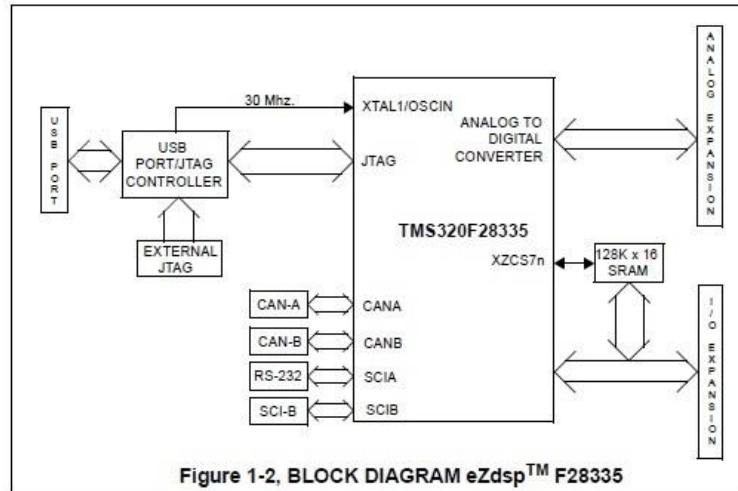 30 Mhz.
USB PORT
USB
PORT/JTAG
CONTROLLER
EXTERNAL
JTAG
XTAL1/OSCIN
JTAG
ANALOG TO
DIGITAL
CONVERTER
TMS320F28335
XZCS7n
128K x 16
SRAM
ANALOG EXPANSION
I/O EXPANSION
CAN-A
CANA
CAN-B
CANB
RS-232
SCIA
SCI-B
SCIB
Figure 1-2, BLOCK DIAGRAM eZdsp™ F28335